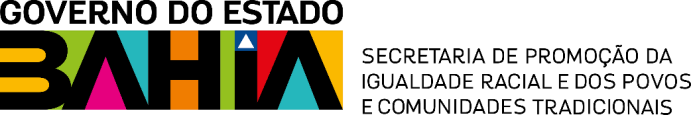 GOVERNO DO ESTADO
BAHIA
SECRETARIA DE PROMOÇÃO DA
IGUALDADE RACIAL E DOS POVOS
E COMUNIDADES TRADICIONAIS